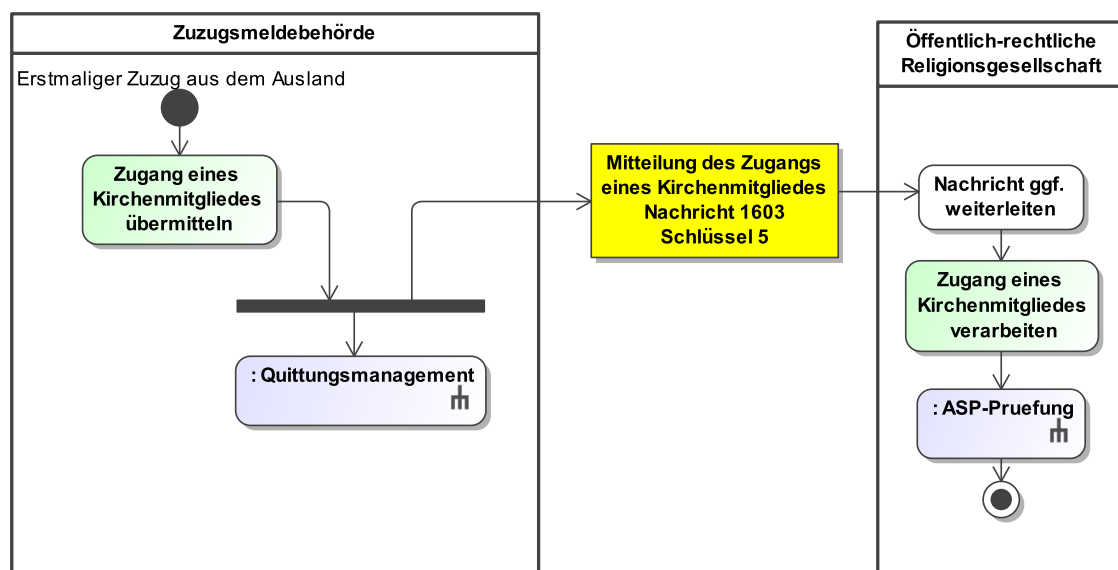 Zuzugsmeldebehörde
Erstmaliger Zuzug aus dem Ausland
Zugang eines
Kirchenmitgliedes
übermitteln
: Quittungsmanagement
Mitteilung des Zugangs
eines Kirchenmitgliedes
Nachricht 1603
Schlüssel 5
Öffentlich-rechtliche
Religionsgesellschaft
Nachricht ggf.
weiterleiten
Zugang eines
Kirchenmitgliedes
verarbeiten
: ASP-Pruefung